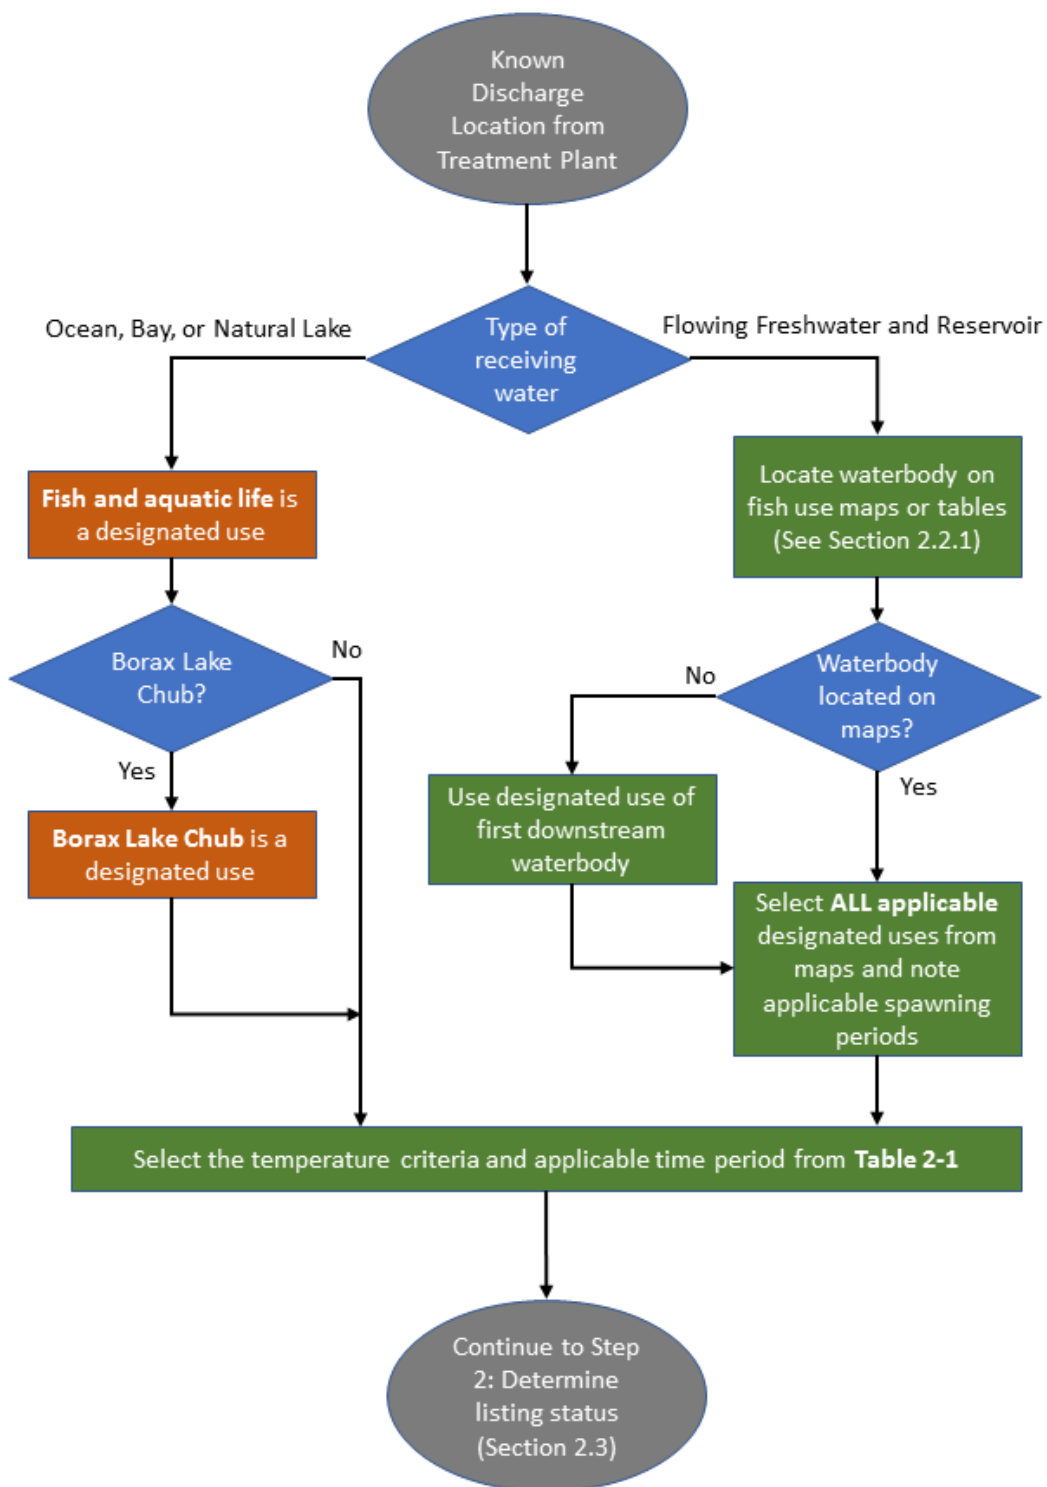 Known
Discharge
Location from
Treatment Plant
Ocean, Bay, or Natural Lake
Type of
receiving
water
Flowing Freshwater and Reservoir
Fish and aquatic life is
a designated use
Locate waterbody on
fish use maps or tables
(See Section 2.2.1)
Borax Lake
Chub?
No
Yes
Waterbody
located on
maps?
No
Yes
Borax Lake Chub is a
designated use
Use designated use of
first downstream
waterbody
Select ALL applicable
designated uses from
maps and note
applicable spawning
periods
Select the temperature criteria and applicable time period from Table 2-1
Continue to Step
2: Determine
listing status
(Section 2.3)